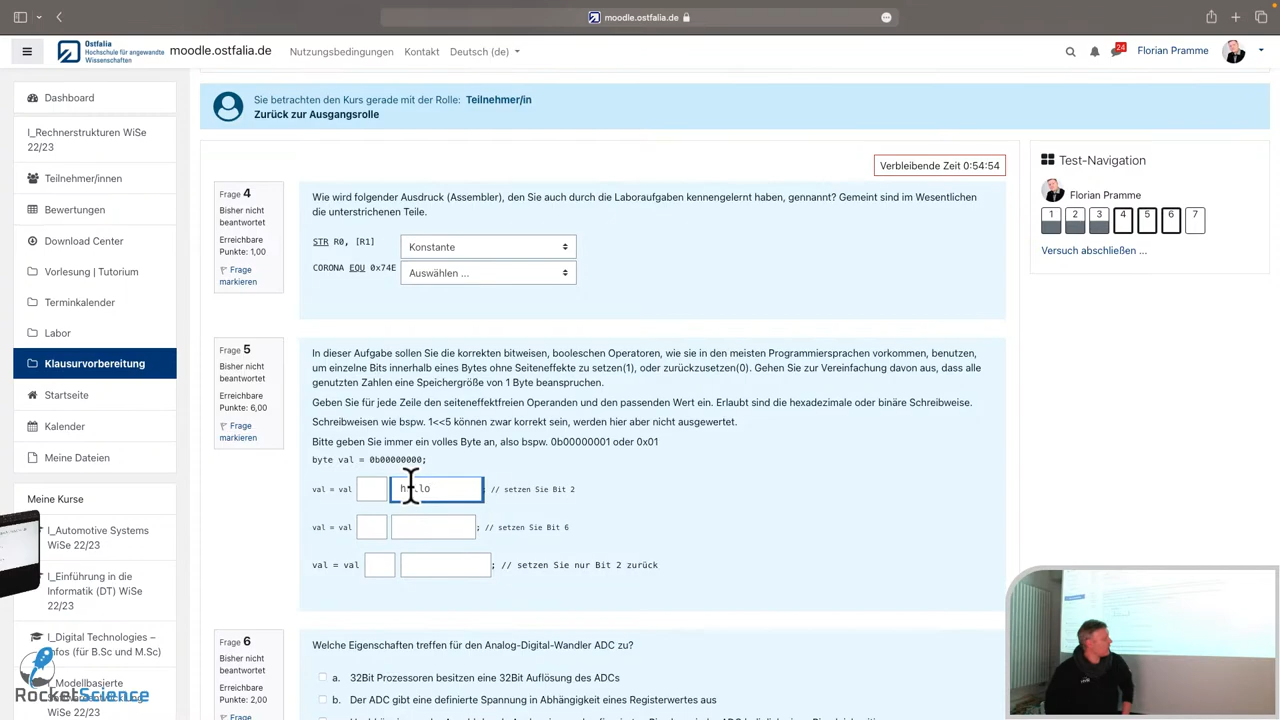 moodle.ostfalia.de
Ostfalia
Hochschule für angewandte
Wissenschaften
moodle.ostfalia.de
Nutzungsbedingungen
Kontakt
Deutsch (de)
24
Florian Pramme
Dashboard
I_Rechnerstrukturen WiSe
22/23
Teilnehmer/innen
Bewertungen
Download Center
Vorlesung | Tutorium
Terminkalender
Labor
Klausurvorbereitung
Startseite
Kalender
Meine Dateien
Meine Kurse
I_Automotive Systems
WiSe 22/23
I_Einführung in die
Informatik (DT) WiSe
22/23
I_Digital Technologies –
Infos (für B.Sc und M.Sc)
I_Modellbasierte
WiSe 22/23
RocketScience
Sie betrachten den Kurs gerade mit der Rolle: Teilnehmer/in
Zurück zur Ausgangsrolle
Verbleibende Zeit 0:54:54
Frage 4
Bisher nicht
beantwortet
Erreichbare
Punkte: 1,00
Frage
markieren
Wie wird folgender Ausdruck (Assembler), den Sie auch durch die Laboraufgaben kennengelernt haben, genannt? Gemeint sind im Wesentlichen
die unterstrichenen Teile.
STR R0, [R1]
Konstante
CORONA EQU 0x74E
Auswählen ...
Frage 5
Bisher nicht
beantwortet
Erreichbare
Punkte: 6,00
Frage
markieren
In dieser Aufgabe sollen Sie die korrekten bitweisen, booleschen Operatoren, wie sie in den meisten Programmiersprachen vorkommen, benutzen,
um einzelne Bits innerhalb eines Bytes ohne Seiteneffekte zu setzen(1), oder zurückzusetzen(0). Gehen Sie zur Vereinfachung davon aus, dass alle
genutzten Zahlen eine Speichergröße von 1 Byte beanspruchen.
Geben Sie für jede Zeile den seiteneffektfreien Operanden und den passenden Wert ein. Erlaubt sind die hexadezimale oder binäre Schreibweise.
Schreibweisen wie bspw. 1<<5 können zwar korrekt sein, werden hier aber nicht ausgewertet.
Bitte geben Sie immer ein volles Byte an, also bspw. 0b00000001 oder 0x01
byte val = 0b00000000;
val = val ; // setzen Sie Bit 2
val = val ; // setzen Sie Bit 6
val = val ; // setzen Sie nur Bit 2 zurück
Frage 6
Bisher nicht
beantwortet
Erreichbare
Punkte: 2,00
Frage
Welche Eigenschaften treffen für den Analog-Digital-Wandler ADC zu?
a. 32Bit Prozessoren besitzen eine 32Bit Auflösung des ADCs
b. Der ADC gibt eine definierte Spannung in Abhängigkeit eines Registerwertes aus
Test-Navigation
Florian Pramme
1 2 3 4 5 6 7
Versuch abschließen ...